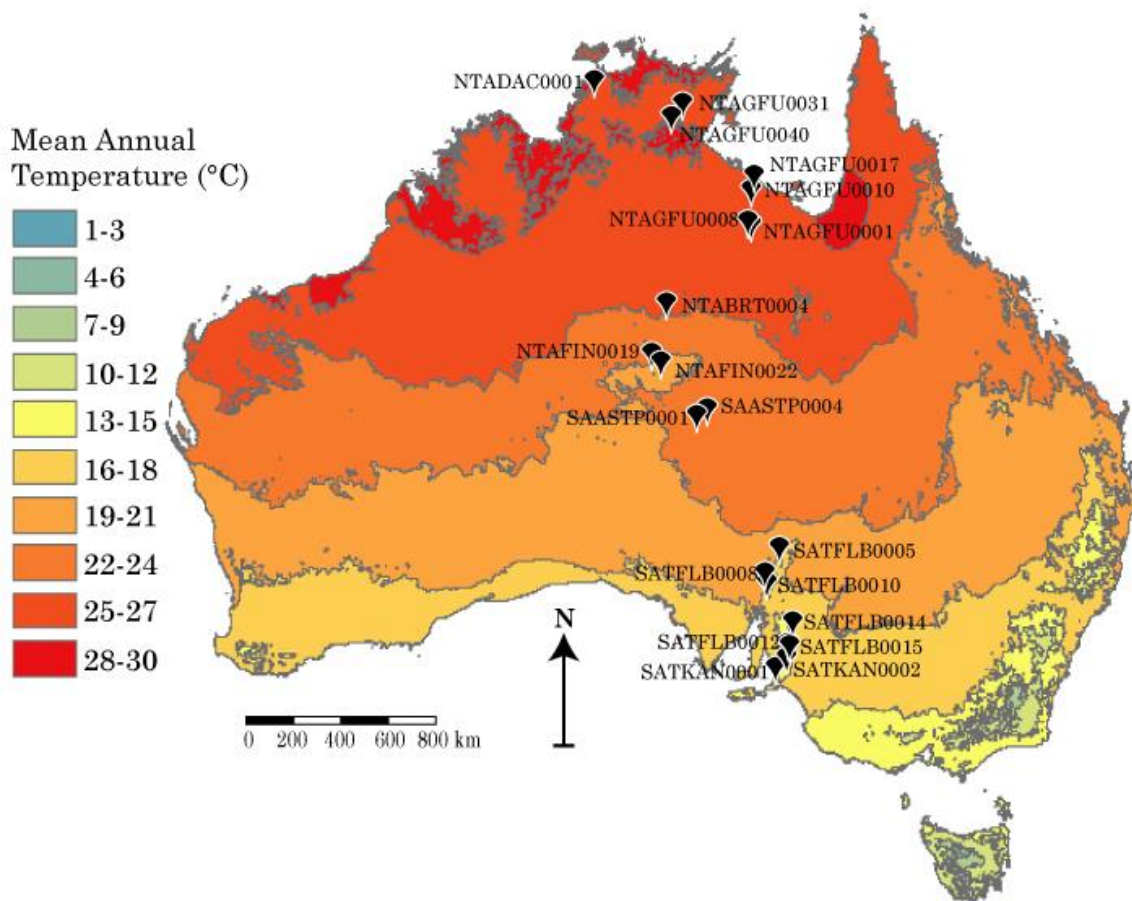 NTADAC0001
NTAGFU0031
NTAGFU0040
Mean Annual
Temperature (°C)
NTAGFU0017
NTAGFU0010
NTAGFU0008
NTAGFU0001
1-3
4-6
7-9
10-12
13-15
16-18
19-21
22-24
25-27
28-30
NTABRT0004
NTAFIN0019
NTAFIN0022
SAASTP0001
SAASTP0004
SATFLB0005
SATFLB0008
SATFLB0010
SATFLB0014
SATFLB0012
SATFLB0015
SATKAN0001
SATKAN0002
N
0 200 400 600 800 km